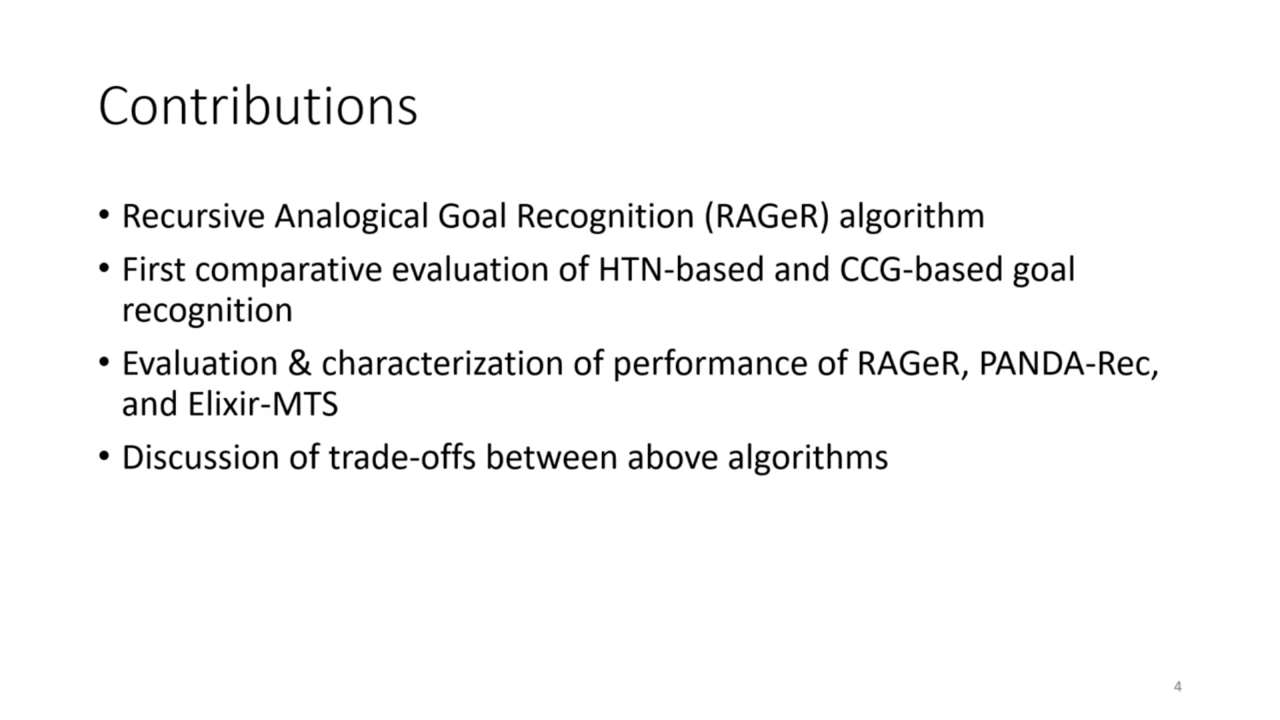 Contributions
• Recursive Analogical Goal Recognition (RAGeR) algorithm
• First comparative evaluation of HTN-based and CCG-based goal
recognition
• Evaluation & characterization of performance of RAGeR, PANDA-Rec,
and Elixir-MTS
• Discussion of trade-offs between above algorithms
4